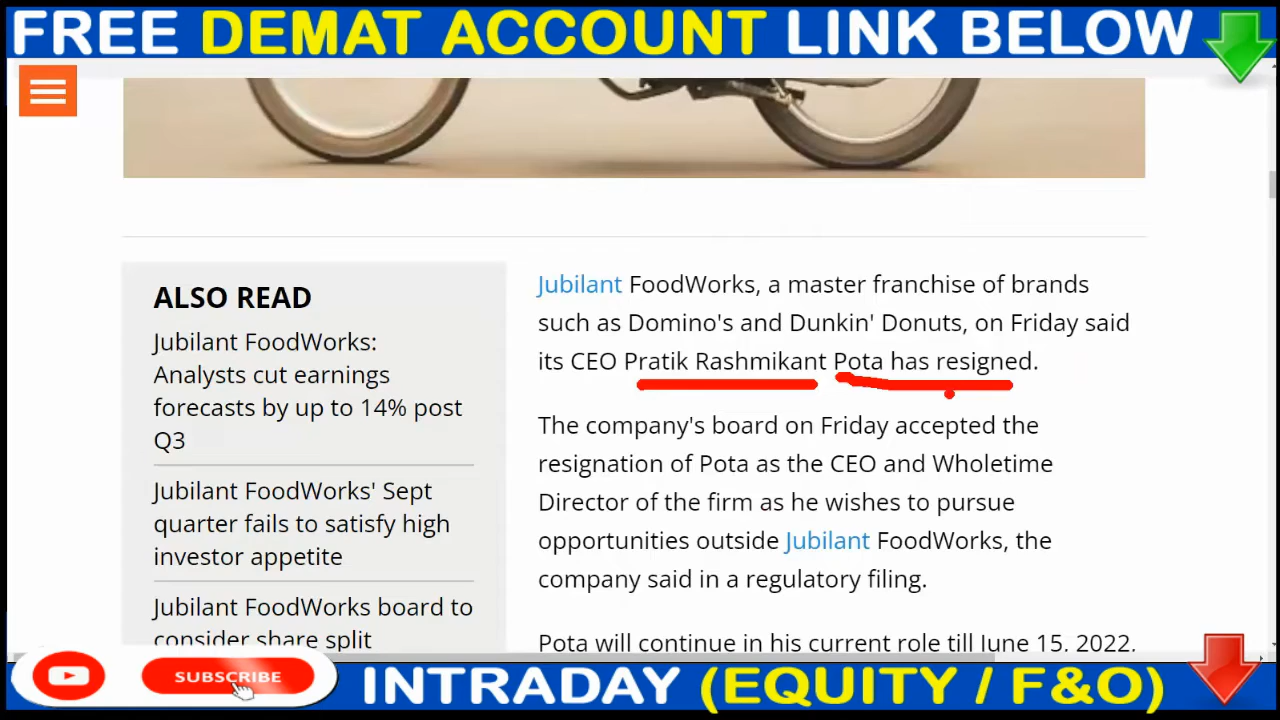 FREE DEMAT ACCOUNT LINK BELOW
ALSO READ
Jubilant FoodWorks:
Analysts cut earnings
forecasts by up to 14% post
Q3
Jubilant FoodWorks' Sept
quarter fails to satisfy high
investor appetite
Jubilant FoodWorks board to
consider share split
Jubilant FoodWorks, a master franchise of brands
such as Domino's and Dunkin' Donuts, on Friday said
its CEO Pratik Rashmikant Pota has resigned.
The company's board on Friday accepted the
resignation of Pota as the CEO and Wholetime
Director of the firm as he wishes to pursue
opportunities outside Jubilant FoodWorks, the
company said in a regulatory filing.
Pota will continue in his current role till June 15, 2022.
SUBSCRIBE
INTRADAY (EQUITY / F&O)